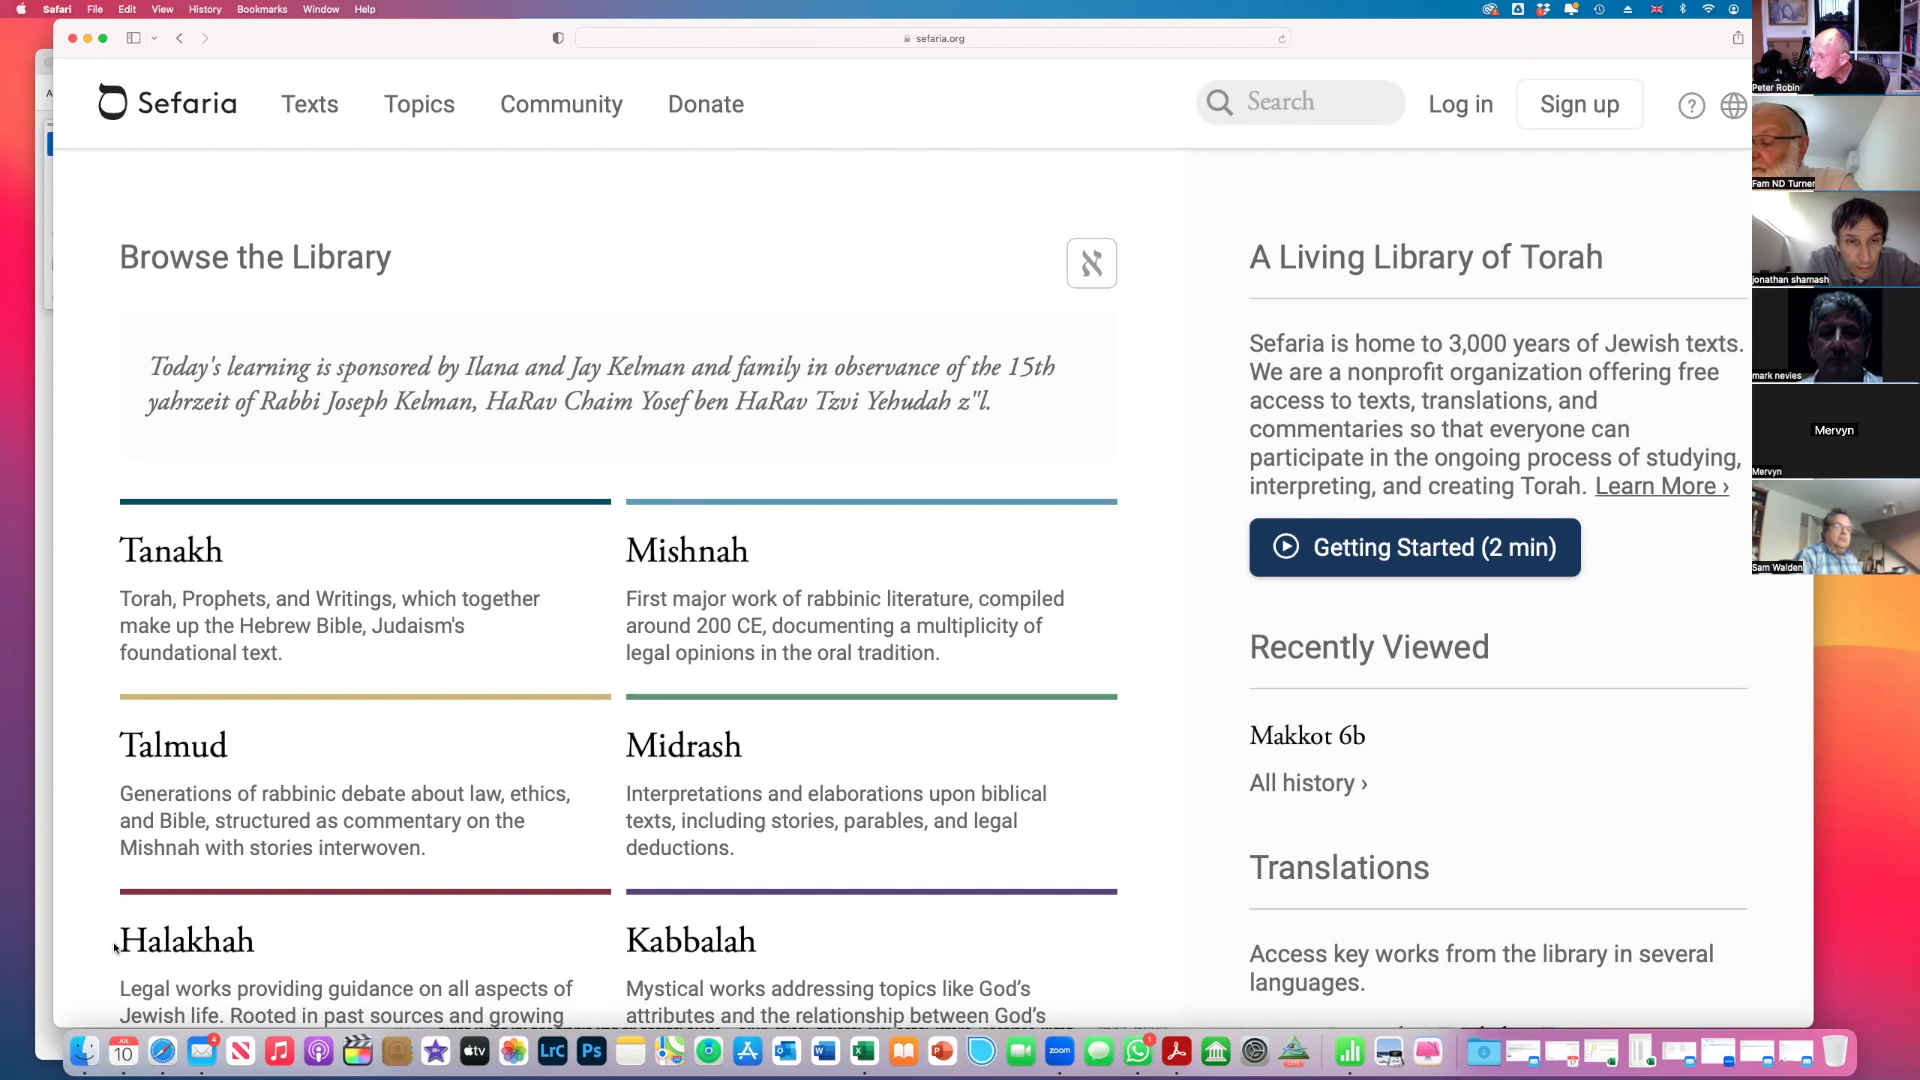 Safari File Edit View History Bookmarks Window Help
sefaria.org
Sefaria Texts Topics Community Donate Search Log in Sign up ?
Browse the Library
א
Today's learning is sponsored by Ilana and Jay Kelman and family in observance of the 15th
yahrzeit of Rabbi Joseph Kelman, HaRav Chaim Yosef ben HaRav Tzvi Yehudah z"l.
Tanakh
Torah, Prophets, and Writings, which together
make up the Hebrew Bible, Judaism's
foundational text.
Mishnah
First major work of rabbinic literature, compiled
around 200 CE, documenting a multiplicity of
legal opinions in the oral tradition.
Talmud
Generations of rabbinic debate about law, ethics,
and Bible, structured as commentary on the
Mishnah with stories interwoven.
Midrash
Interpretations and elaborations upon biblical
texts, including stories, parables, and legal
deductions.
Halakhah
Legal works providing guidance on all aspects of
Jewish life. Rooted in past sources and growing
Kabbalah
Mystical works addressing topics like God's
attributes and the relationship between God's
A Living Library of Torah
Sefaria is home to 3,000 years of Jewish texts.
We are a nonprofit organization offering free
access to texts, translations, and
commentaries so that everyone can
participate in the ongoing process of studying,
interpreting, and creating Torah. Learn More ›
Getting Started (2 min)
Recently Viewed
Makkot 6b
All history ›
Translations
Access key works from the library in several
languages.
Peter Robin
Fam ND Turner
jonathan shamash
mark nevies
Mervyn
Mervyn
Sam Walden
JUL
10
4
LrC
Ps
tv
zoom
1
17